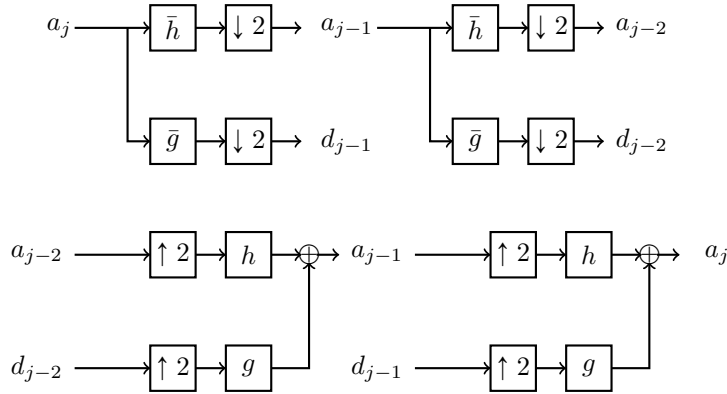 a_j h̄ ↓ 2 a_{j−1} h̄ ↓ 2 a_{j−2}
ḡ ↓ 2 d_{j−1} ḡ ↓ 2 d_{j−2}
a_{j−2} ↑ 2 h ⊕ a_{j−1} ↑ 2 h ⊕ a_j
d_{j−2} ↑ 2 g d_{j−1} ↑ 2 g